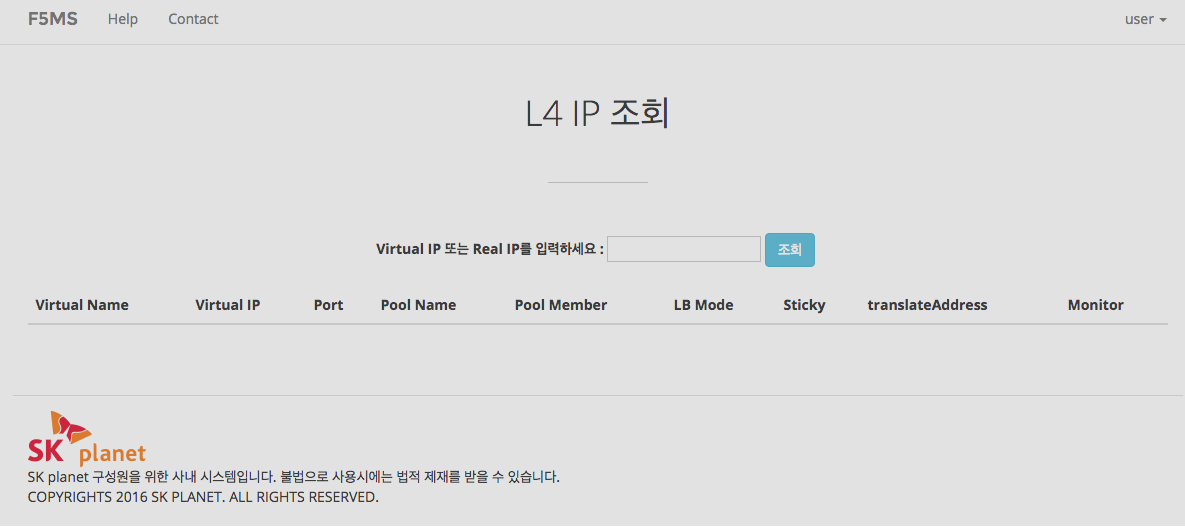 F5MS Help Contact user
L4 IP 조회
Virtual IP 또는 Real IP를 입력하세요 : 조회
Virtual Name Virtual IP Port Pool Name Pool Member LB Mode Sticky translateAddress Monitor
SK planet
SK planet 구성원을 위한 사내 시스템입니다. 불법으로 사용시에는 법적 제재를 받을 수 있습니다.
COPYRIGHTS 2016 SK PLANET. ALL RIGHTS RESERVED.